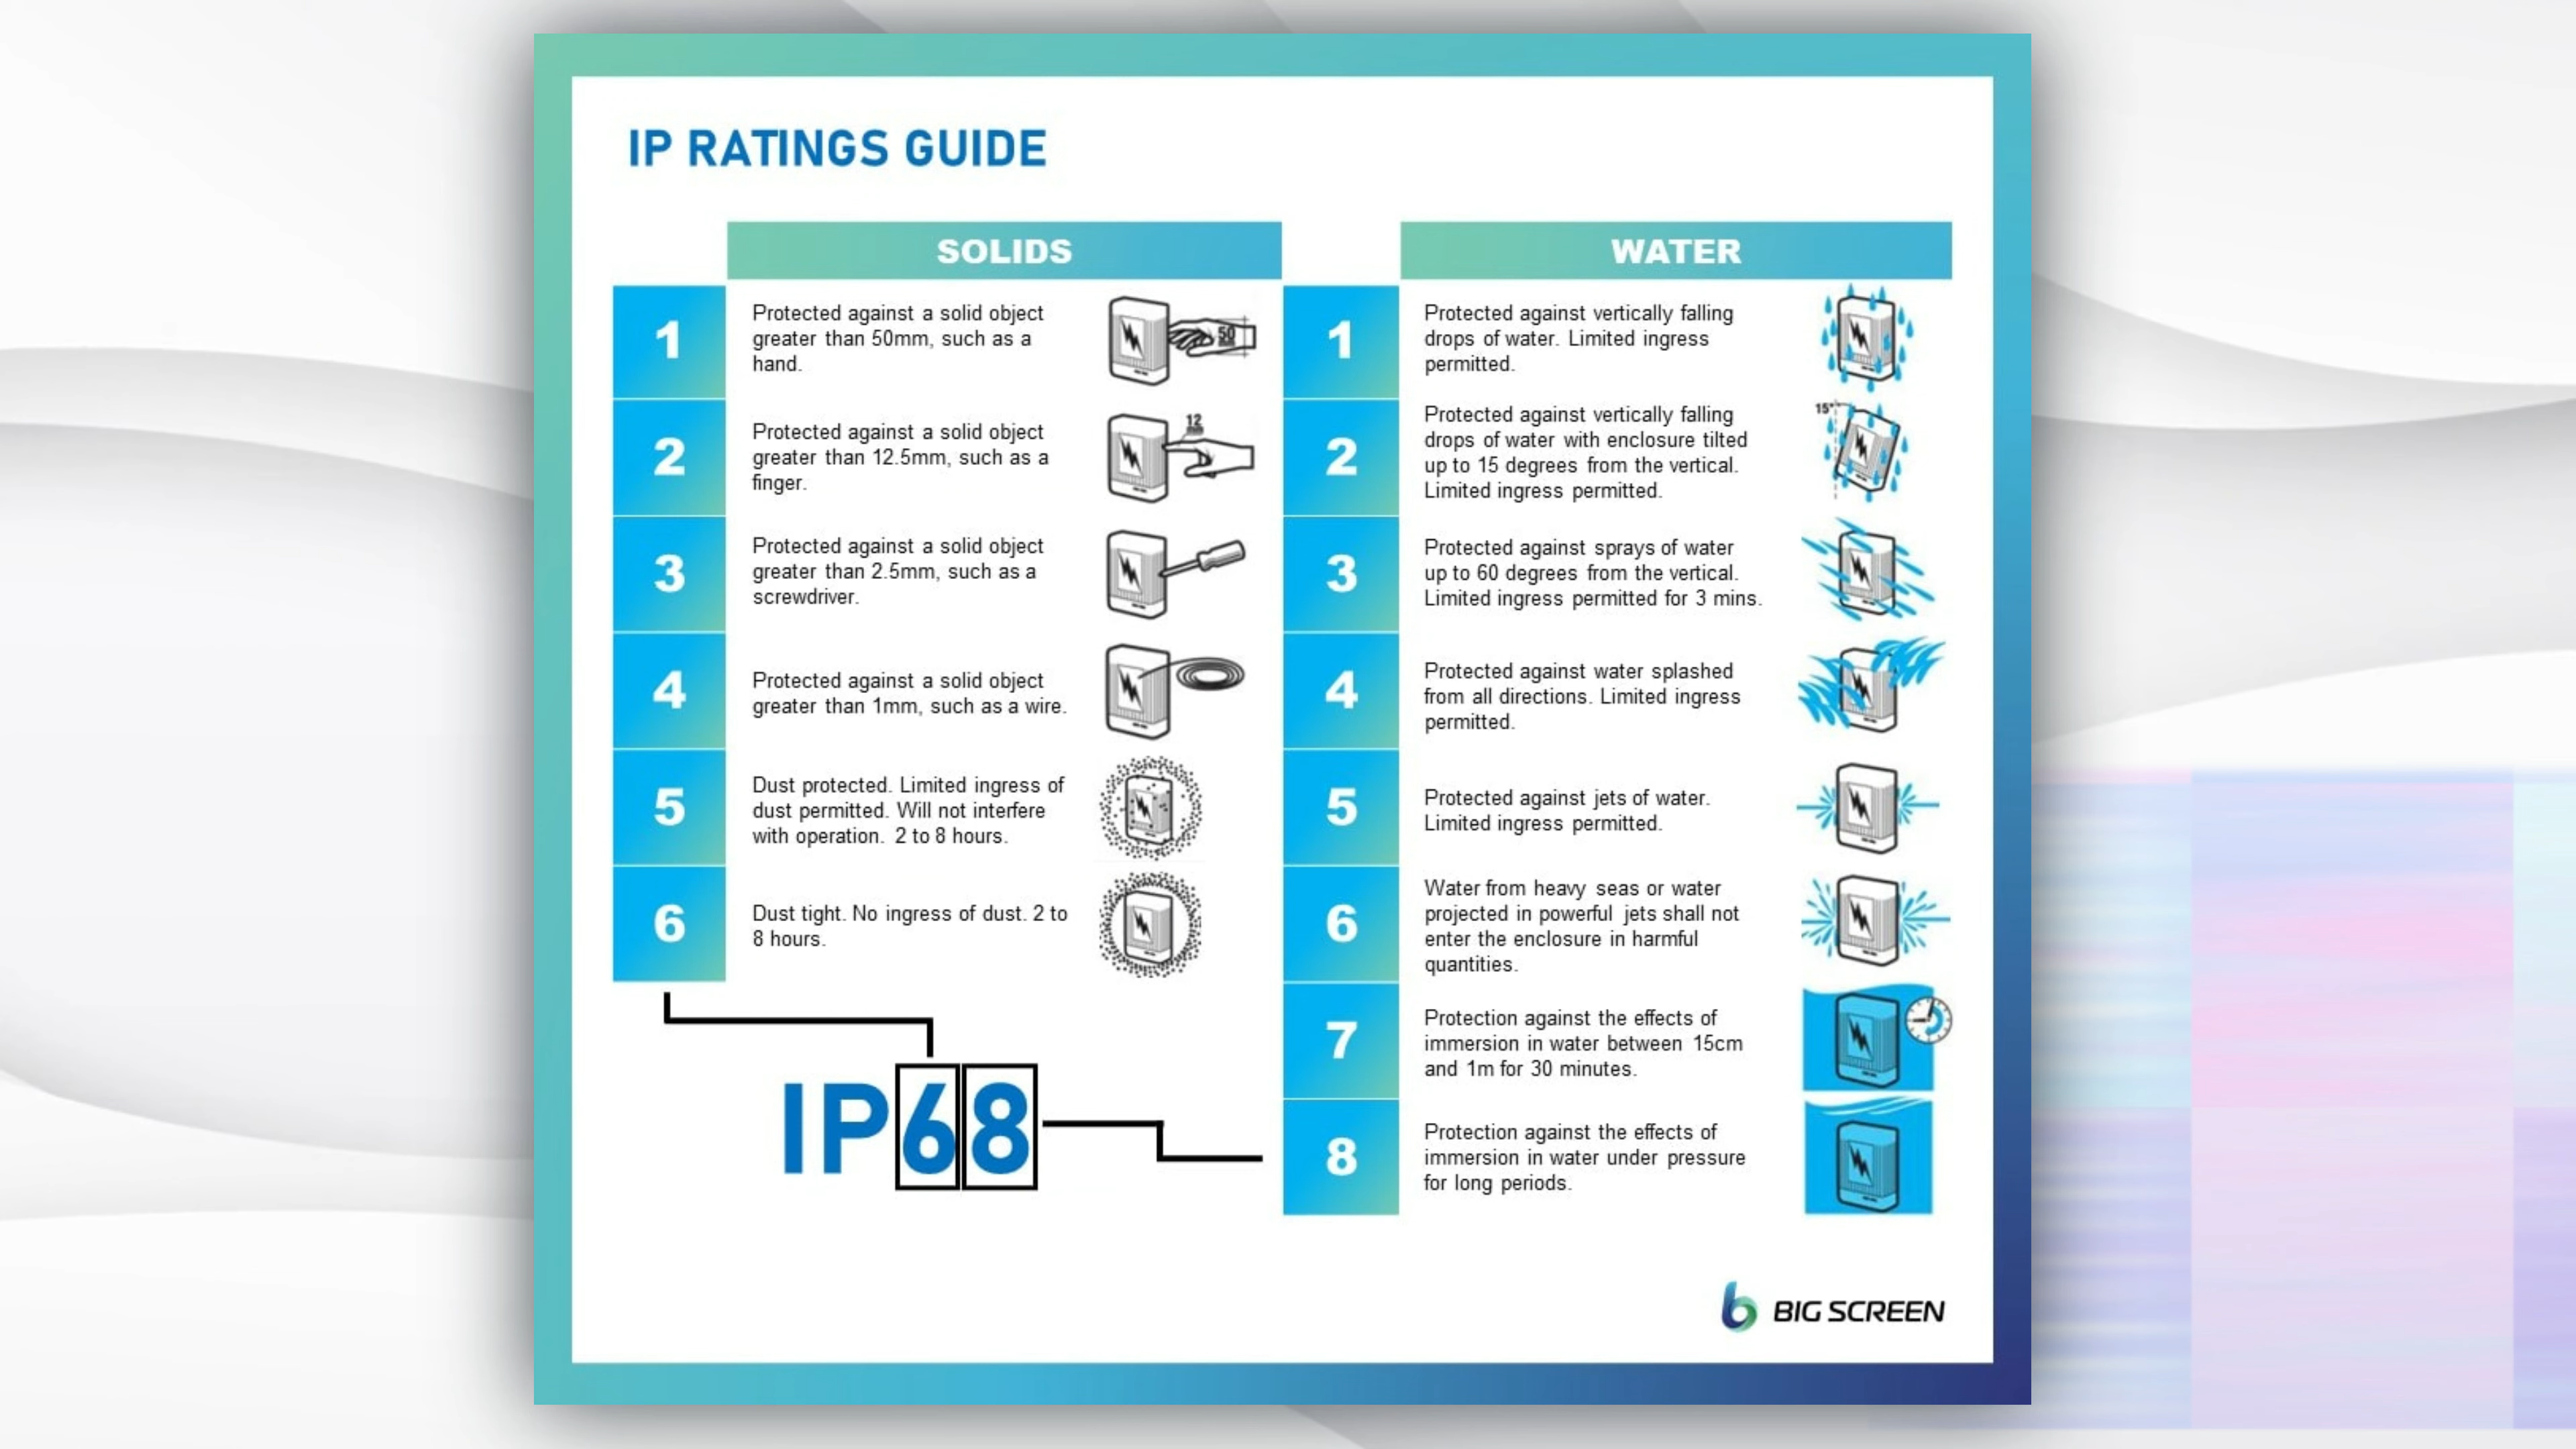 IP RATINGS GUIDE
SOLIDS
1
Protected against a solid object
greater than 50mm, such as a
hand.
50
2
Protected against a solid object
greater than 12.5mm, such as a
finger.
12
mm
3
Protected against a solid object
greater than 2.5mm, such as a
screwdriver.
4
Protected against a solid object
greater than 1mm, such as a wire.
5
Dust protected. Limited ingress of
dust permitted. Will not interfere
with operation. 2 to 8 hours.
6
Dust tight. No ingress of dust. 2 to
8 hours.
IP68
WATER
1
Protected against vertically falling
drops of water. Limited ingress
permitted.
2
Protected against vertically falling
drops of water with enclosure tilted
up to 15 degrees from the vertical.
Limited ingress permitted.
15°
3
Protected against sprays of water
up to 60 degrees from the vertical.
Limited ingress permitted for 3 mins.
4
Protected against water splashed
from all directions. Limited ingress
permitted.
5
Protected against jets of water.
Limited ingress permitted.
6
Water from heavy seas or water
projected in powerful jets shall not
enter the enclosure in harmful
quantities.
7
Protection against the effects of
immersion in water between 15cm
and 1m for 30 minutes.
8
Protection against the effects of
immersion in water under pressure
for long periods.
BIG SCREEN